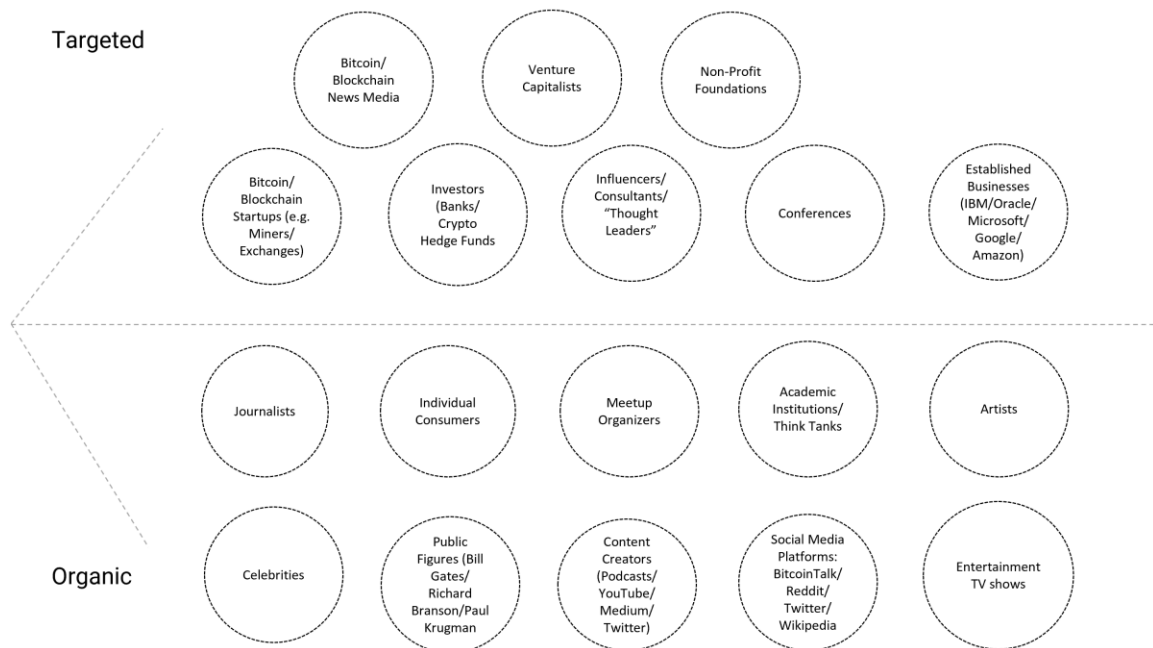 Targeted
Bitcoin/
Blockchain
News Media
Venture
Capitalists
Non-Profit
Foundations
Bitcoin/
Blockchain
Startups (e.g.
Miners/
Exchanges)
Investors
(Banks/
Crypto
Hedge Funds
Influencers/
Consultants/
“Thought
Leaders”
Conferences
Established
Businesses
(IBM/Oracle/
Microsoft/
Google/
Amazon)
Journalists
Individual
Consumers
Meetup
Organizers
Academic
Institutions/
Think Tanks
Artists
Organic
Celebrities
Public
Figures (Bill
Gates/
Richard
Branson/Paul
Krugman
Content
Creators
(Podcasts/
YouTube/
Medium/
Twitter)
Social Media
Platforms:
BitcoinTalk/
Reddit/
Twitter/
Wikipedia
Entertainment
TV shows